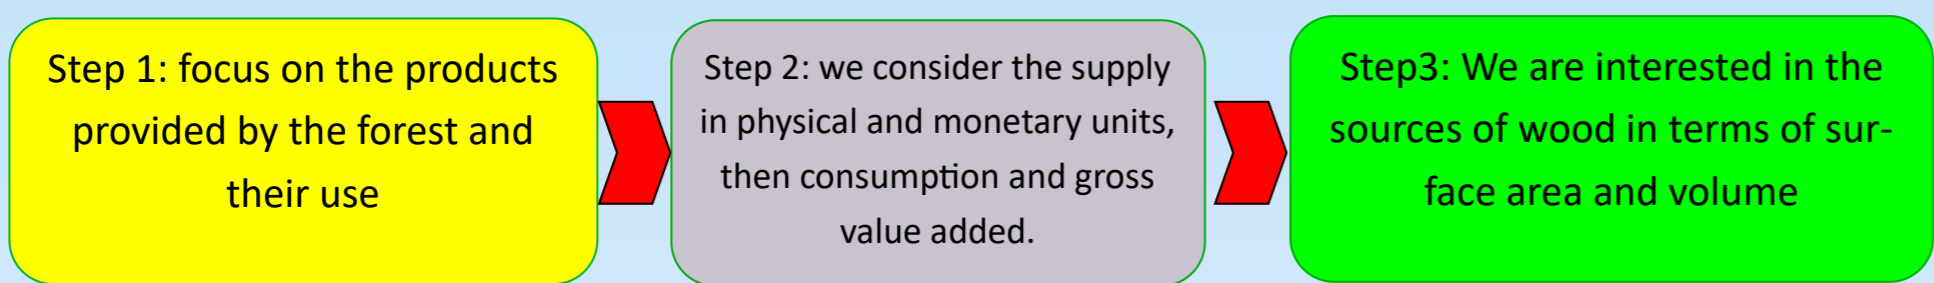 Step 1: focus on the products
provided by the forest and
their use
Step 2: we consider the supply
in physical and monetary units,
then consumption and gross
value added.
Step3: We are interested in the
sources of wood in terms of sur-
face area and volume